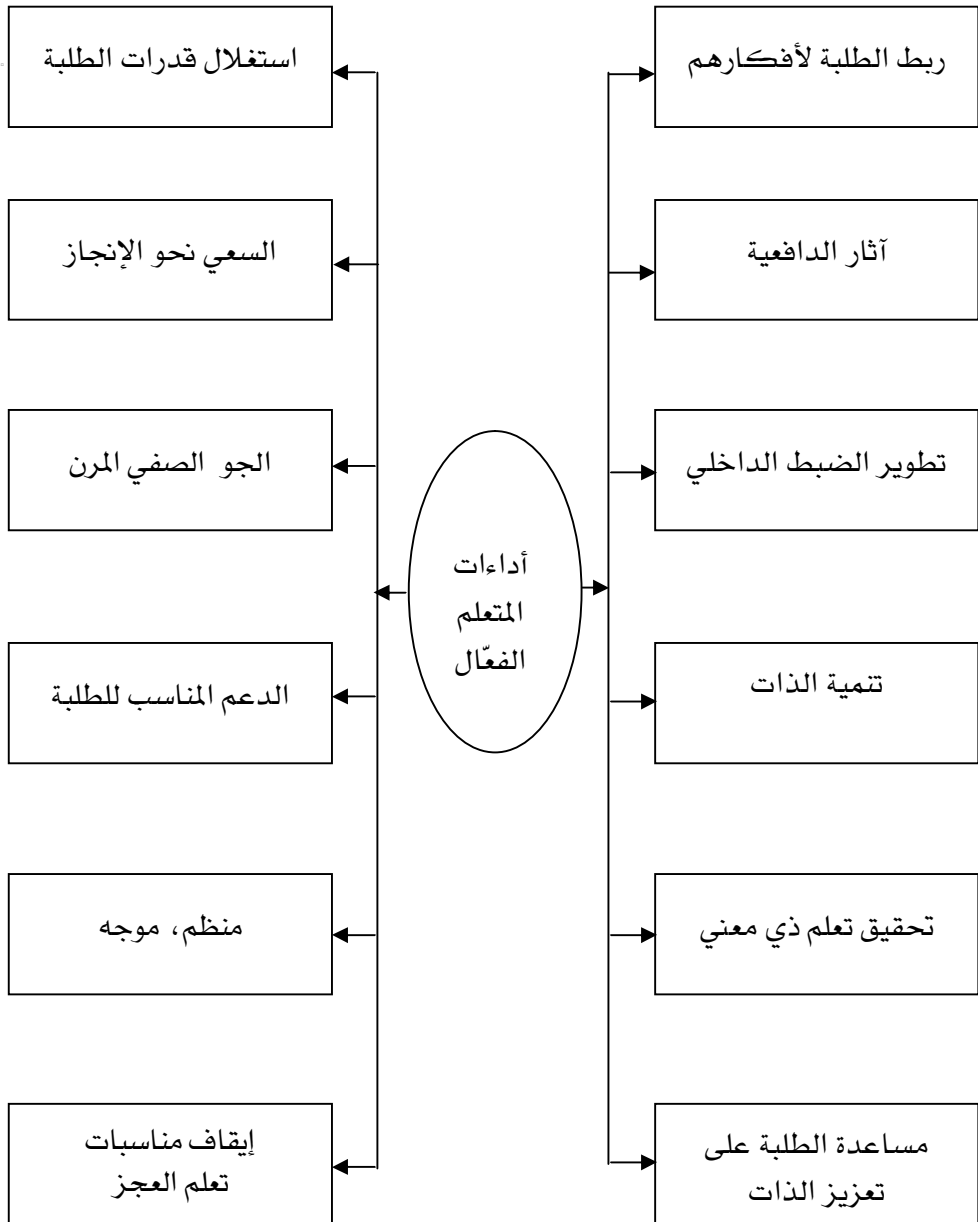 ربط الطلبة لأفكارهم
استغلال قدرات الطلبة
آثار الدافعية
السعي نحو الإنجاز
تطوير الضبط الداخلي
الجو الصفي المرن
أداءات
المتعلم
الفعّال
تنمية الذات
الدعم المناسب للطلبة
تحقيق تعلم ذي معني
منظم، موجه
مساعدة الطلبة على
تعزيز الذات
إيقاف مناسبات
تعلم العجز